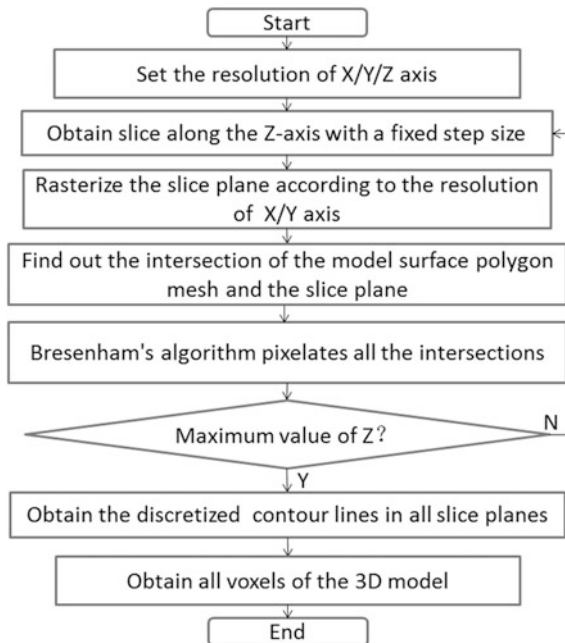 Start
Set the resolution of X/Y/Z axis
Obtain slice along the Z-axis with a fixed step size
Rasterize the slice plane according to the resolution
of X/Y axis
Find out the intersection of the model surface polygon
mesh and the slice plane
Bresenham's algorithm pixelates all the intersections
Maximum value of Z？
N
Y
Obtain the discretized contour lines in all slice planes
Obtain all voxels of the 3D model
End